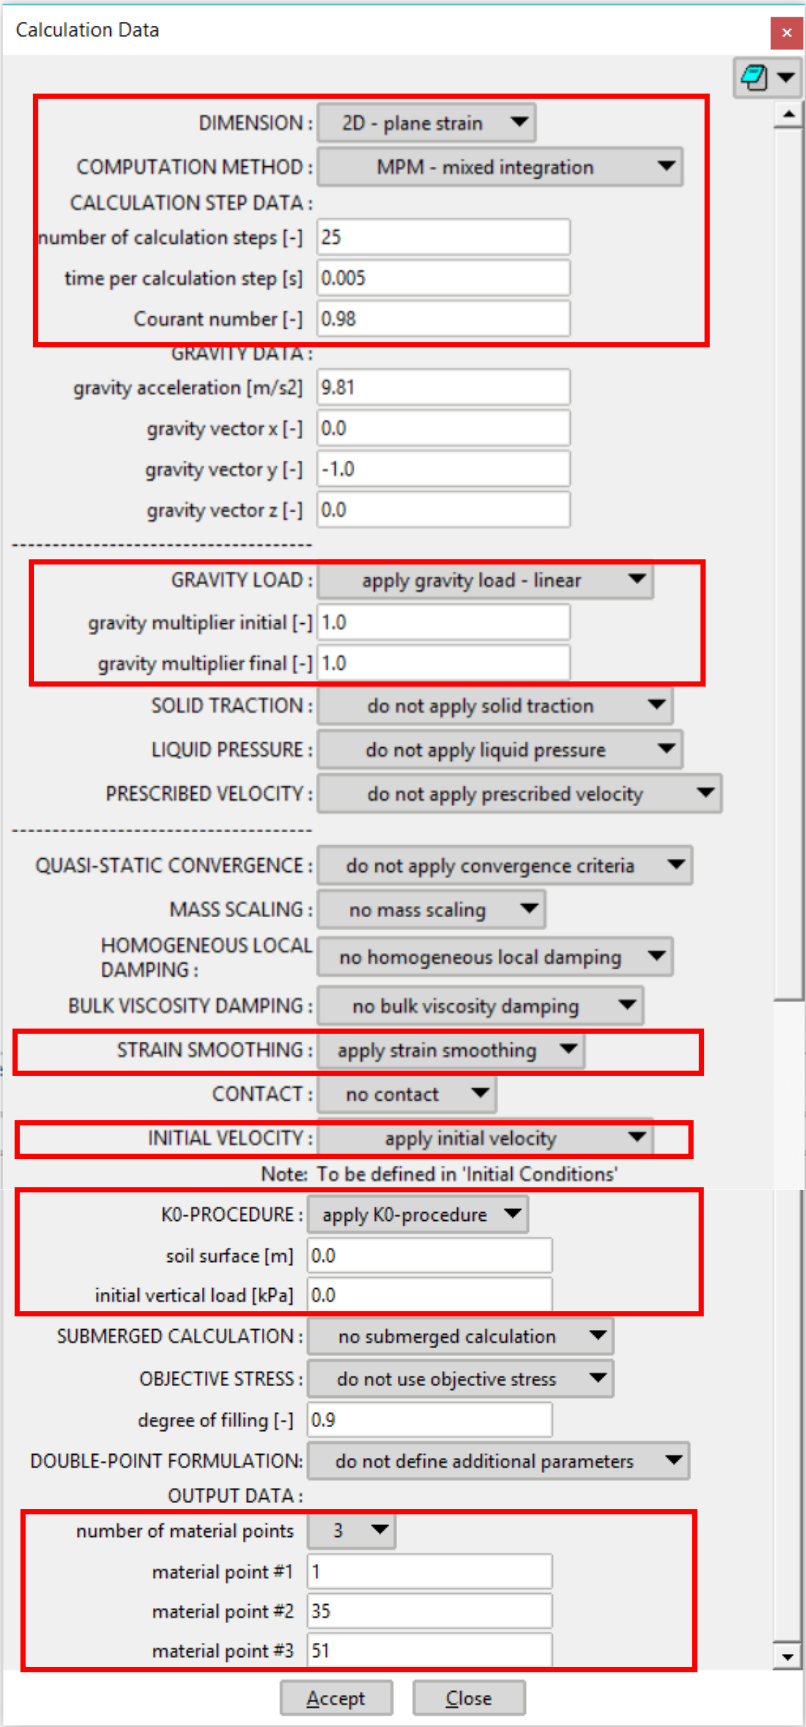 Calculation Data
DIMENSION : 2D - plane strain
COMPUTATION METHOD : MPM - mixed integration
CALCULATION STEP DATA :
number of calculation steps [-] 25
time per calculation step [s] 0.005
Courant number [-] 0.98
GRAVITY DATA :
gravity acceleration [m/s2] 9.81
gravity vector x [-] 0.0
gravity vector y [-] -1.0
gravity vector z [-] 0.0
------------------------------------
GRAVITY LOAD : apply gravity load - linear
gravity multiplier initial [-] 1.0
gravity multiplier final [-] 1.0
SOLID TRACTION : do not apply solid traction
LIQUID PRESSURE : do not apply liquid pressure
PRESCRIBED VELOCITY : do not apply prescribed velocity
------------------------------------
QUASI-STATIC CONVERGENCE : do not apply convergence criteria
MASS SCALING : no mass scaling
HOMOGENEOUS LOCAL
DAMPING : no homogeneous local damping
BULK VISCOSITY DAMPING : no bulk viscosity damping
STRAIN SMOOTHING : apply strain smoothing
CONTACT : no contact
INITIAL VELOCITY : apply initial velocity
Note: To be defined in 'Initial Conditions'
K0-PROCEDURE : apply K0-procedure
soil surface [m] 0.0
initial vertical load [kPa] 0.0
SUBMERGED CALCULATION : no submerged calculation
OBJECTIVE STRESS : do not use objective stress
degree of filling [-] 0.9
DOUBLE-POINT FORMULATION: do not define additional parameters
OUTPUT DATA :
number of material points 3
material point #1 1
material point #2 35
material point #3 51
Accept Close